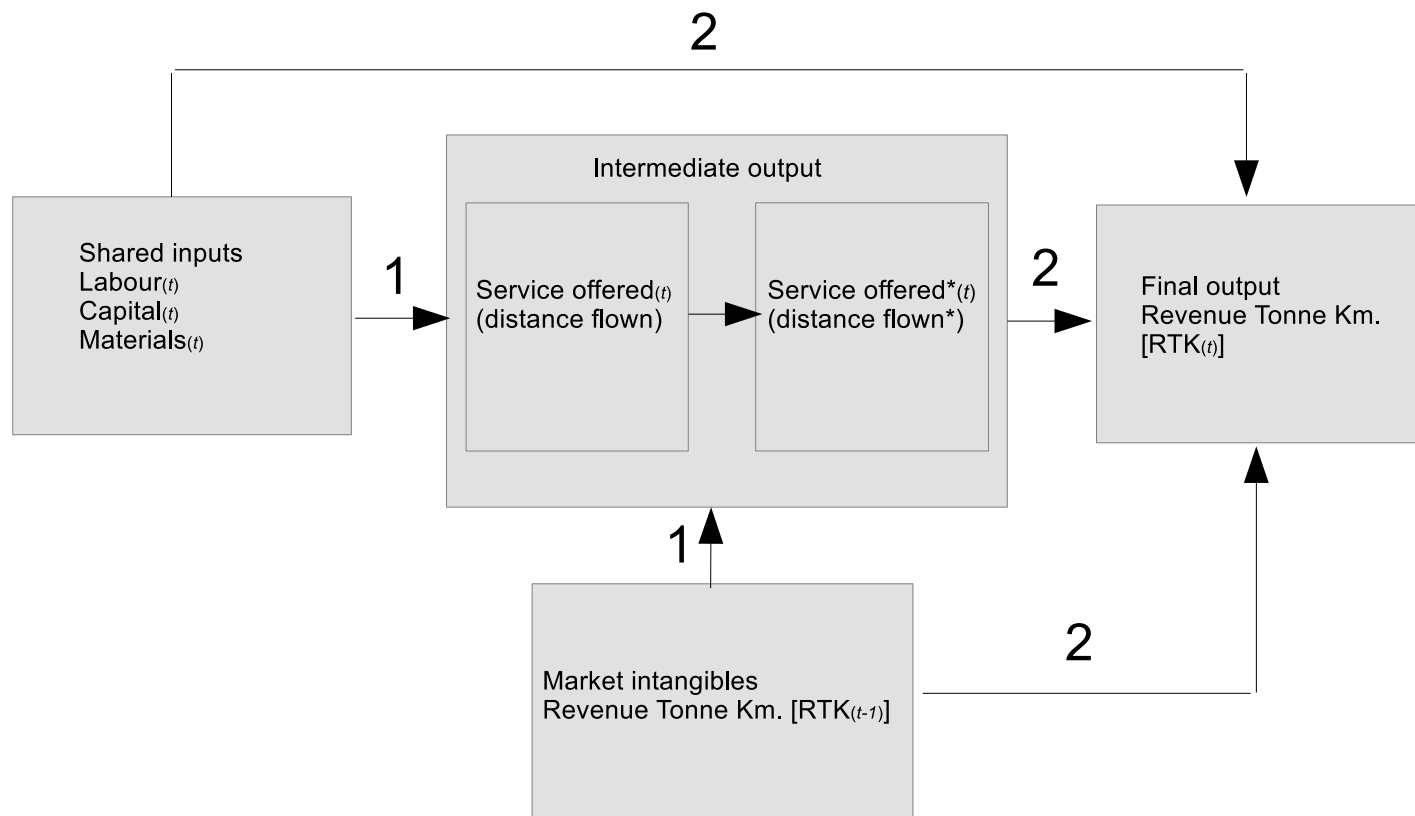 2
Intermediate output
Shared inputs
Labour(t)
Capital(t)
Materials(t)
1
Service offered(t)
(distance flown)
Service offered*(t)
(distance flown*)
2
Final output
Revenue Tonne Km.
[RTK(t)]
1
Market intangibles
Revenue Tonne Km. [RTK(t-1)]
2